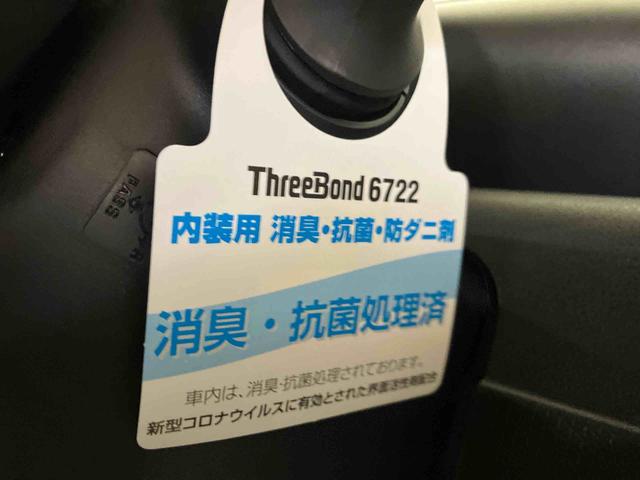 ThreeBond 6722
内装用 消臭・抗菌・防ダニ剤
消臭・抗菌処理済
車内は、消臭・抗菌処理されております。
新型コロナウイルスに有効とされた界面活性剤配合
PASS